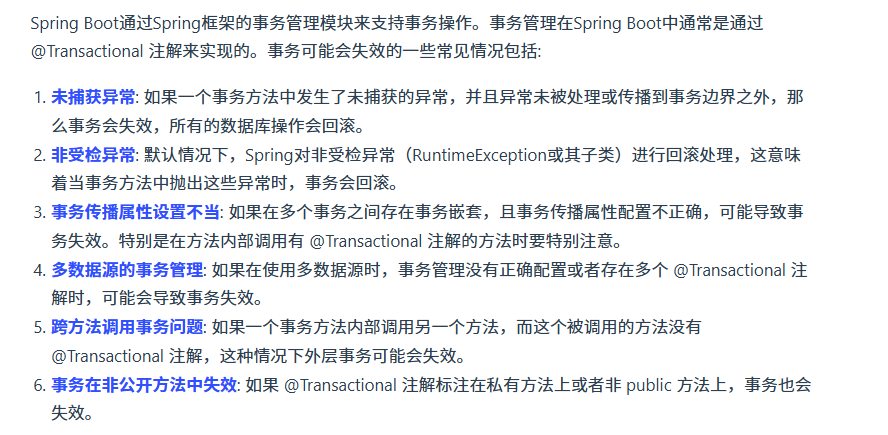 Spring Boot通过Spring框架的事务管理模块来支持事务操作。事务管理在Spring Boot中通常是通过
@Transactional 注解来实现的。事务可能会失效的一些常见情况包括:
1. 未捕获异常: 如果一个事务方法中发生了未捕获的异常，并且异常未被处理或传播到事务边界之外，那
么事务会失效，所有的数据库操作会回滚。
2. 非受检异常: 默认情况下，Spring对非受检异常（RuntimeException或其子类）进行回滚处理，这意味
着当事务方法中抛出这些异常时，事务会回滚。
3. 事务传播属性设置不当: 如果在多个事务之间存在事务嵌套，且事务传播属性配置不正确，可能导致事
务失效。特别是在方法内部调用有 @Transactional 注解的方法时要特别注意。
4. 多数据源的事务管理: 如果在使用多数据源时，事务管理没有正确配置或者存在多个 @Transactional 注
解时，可能会导致事务失效。
5. 跨方法调用事务问题: 如果一个事务方法内部调用另一个方法，而这个被调用的方法没有
@Transactional 注解，这种情况下外层事务可能会失效。
6. 事务在非公开方法中失效: 如果 @Transactional 注解标注在私有方法上或者非 public 方法上，事务也会
失效。